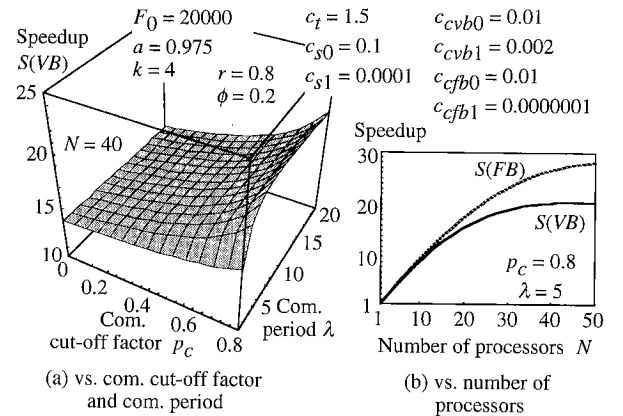 F0 = 20000
a = 0.975
k = 4
r = 0.8
ϕ = 0.2
ct = 1.5
cs0 = 0.1
cs1 = 0.0001
ccvb0 = 0.01
ccvb1 = 0.002
ccfb0 = 0.01
ccfb1 = 0.0000001
Speedup
S(VB)
25
20
15
10
N = 40
0
0.2
0.4
0.6
0.8
Com.
cut-off factor pc
5
10
15
20
Com.
period λ
(a) vs. com. cut-off factor
and com. period
Speedup
30
20
10
1
S(FB)
S(VB)
pc = 0.8
λ = 5
1 10 20 30 40 50
Number of processors N
(b) vs. number of
processors